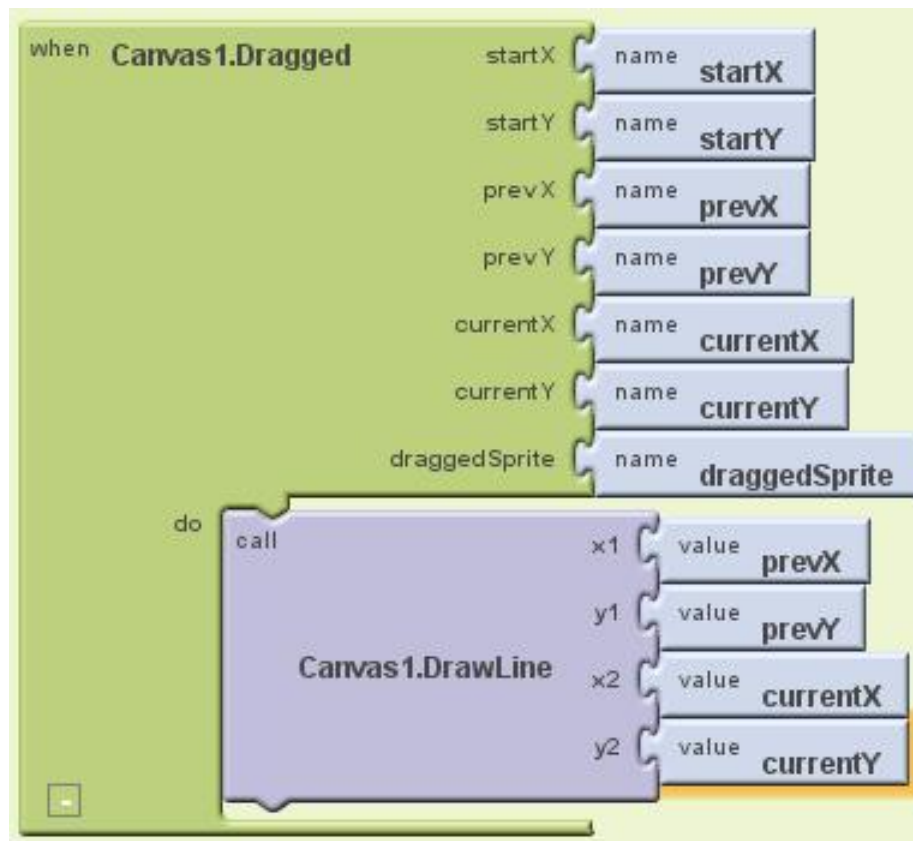 when Canvas1.Dragged startX name startX
startY name startY
prevX name prevX
prevY name prevY
currentX name currentX
currentY name currentY
draggedSprite name draggedSprite
do call x1 value prevX
y1 value prevY
Canvas1.DrawLine x2 value currentX
y2 value currentY
-